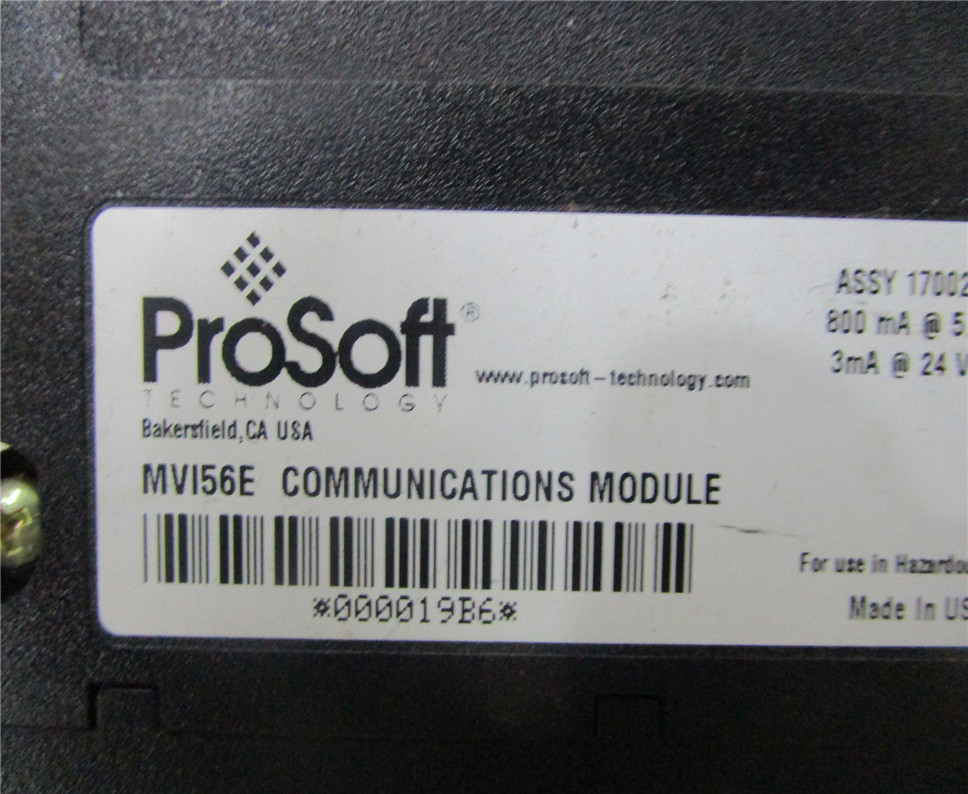 ProSoft®
TECHNOLOGY
www.prosoft-technology.com
Bakersfield, CA USA
MVI56E COMMUNICATIONS MODULE
*000019B6*
ASSY 17002
800 mA @ 5.
3mA @ 24 V
For use in Hazardou
Made In US